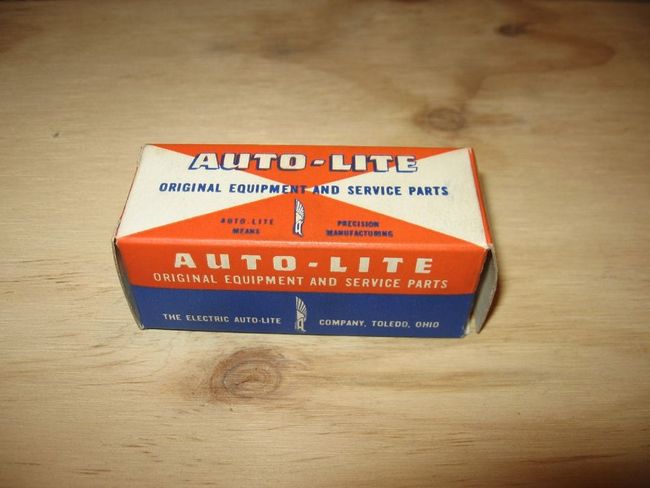 AUTO-LITE
ORIGINAL EQUIPMENT AND SERVICE PARTS
AUTO-LITE MEANS
PRECISION MANUFACTURING
AUTO-LITE
ORIGINAL EQUIPMENT AND SERVICE PARTS
THE ELECTRIC AUTO-LITE COMPANY, TOLEDO, OHIO